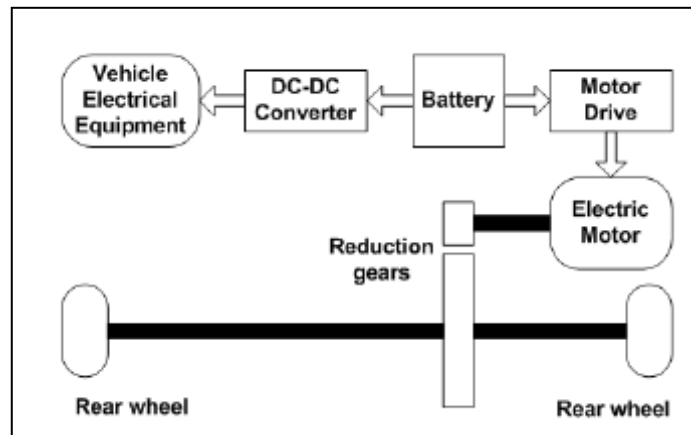 Vehicle
Electrical
Equipment
DC-DC
Converter
Battery
Motor
Drive
Electric
Motor
Reduction
gears
Rear wheel
Rear wheel